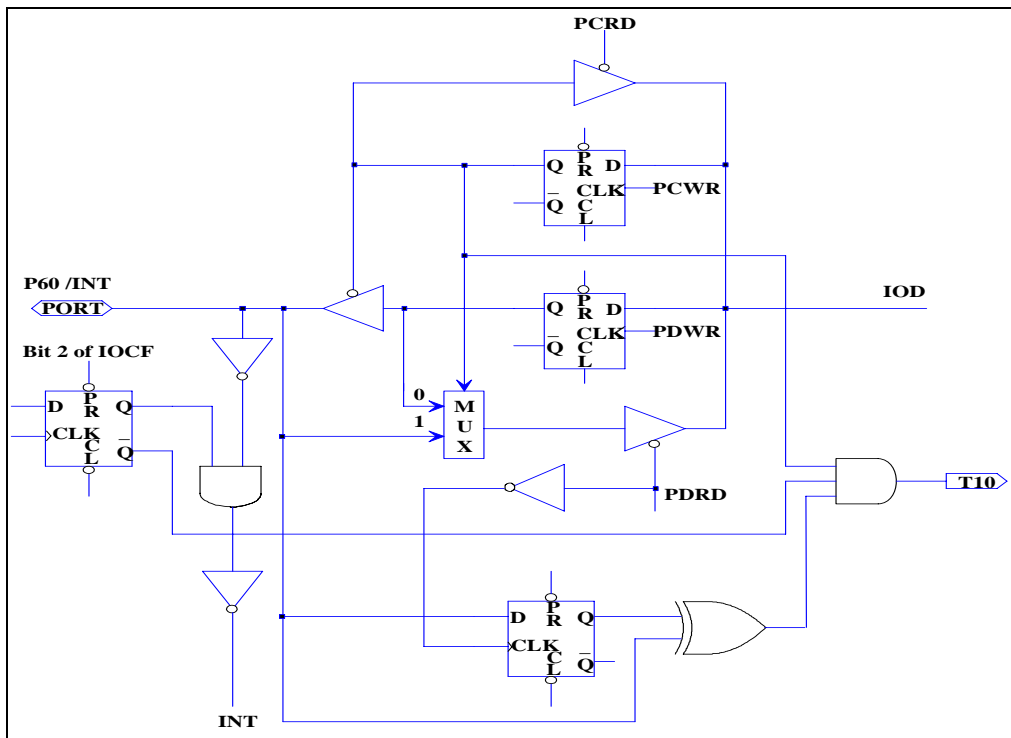 PCRD
Q PR D
CLK PCWR
Q̅ CL
P60 /INT
PORT
Q PR D
CLK PDWR
Q̅ CL
IOD
Bit 2 of IOCF
D PR Q
CLK
CL Q̅
0
1
MUX
PDRD
T10
D PR Q
CLK
CL Q̅
INT